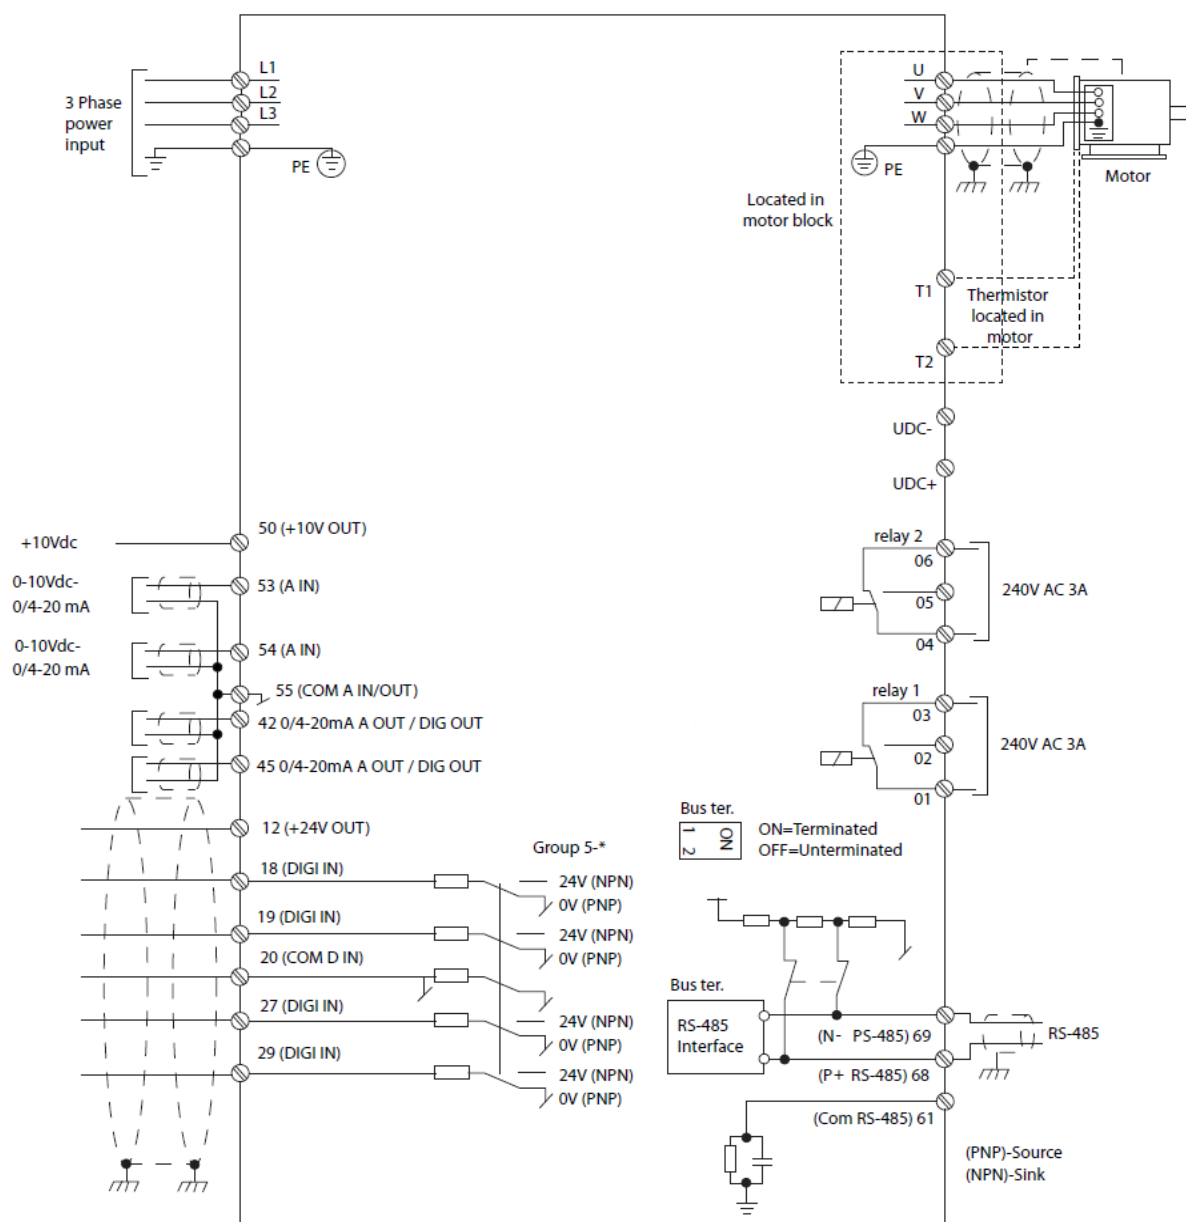 L1
L2
L3
3 Phase
power
input
PE
U
V
W
PE
Motor
Located in
motor block
T1
Thermistor
located in
motor
T2
UDC-
UDC+
50 (+10V OUT)
+10Vdc
0-10Vdc-
0/4-20 mA
53 (A IN)
0-10Vdc-
0/4-20 mA
54 (A IN)
55 (COM A IN/OUT)
42 0/4-20mA A OUT / DIG OUT
45 0/4-20mA A OUT / DIG OUT
relay 2
06
05
04
240V AC 3A
relay 1
03
02
01
240V AC 3A
12 (+24V OUT)
18 (DIGI IN)
19 (DIGI IN)
20 (COM D IN)
27 (DIGI IN)
29 (DIGI IN)
Group 5-*
24V (NPN)
0V (PNP)
24V (NPN)
0V (PNP)
24V (NPN)
0V (PNP)
24V (NPN)
0V (PNP)
Bus ter.
1 2
ON
ON=Terminated
OFF=Unterminated
Bus ter.
RS-485
Interface
(N- PS-485) 69
RS-485
(P+ RS-485) 68
(Com RS-485) 61
(PNP)-Source
(NPN)-Sink